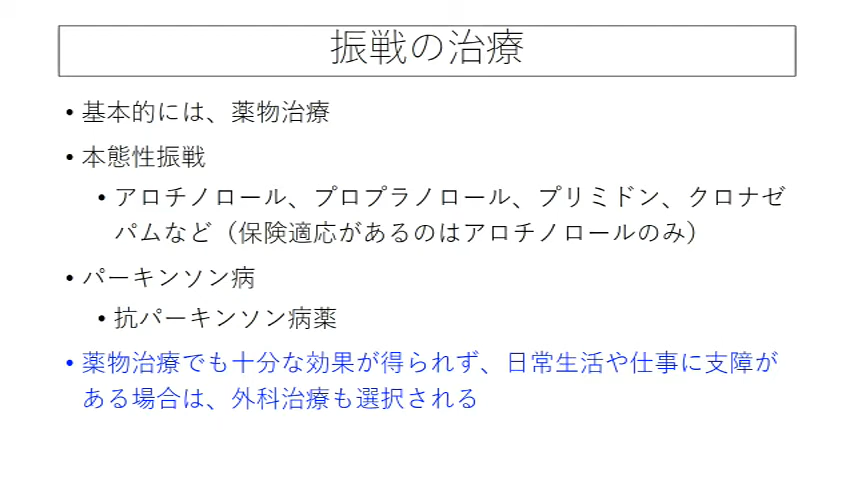 振戦の治療
• 基本的には、薬物治療
• 本態性振戦
• アロチノロール、プロプラノロール、プリミドン、クロナゼ
パムなど（保険適応があるのはアロチノロールのみ）
• パーキンソン病
• 抗パーキンソン病薬
• 薬物治療でも十分な効果が得られず、日常生活や仕事に支障が
ある場合は、外科治療も選択される